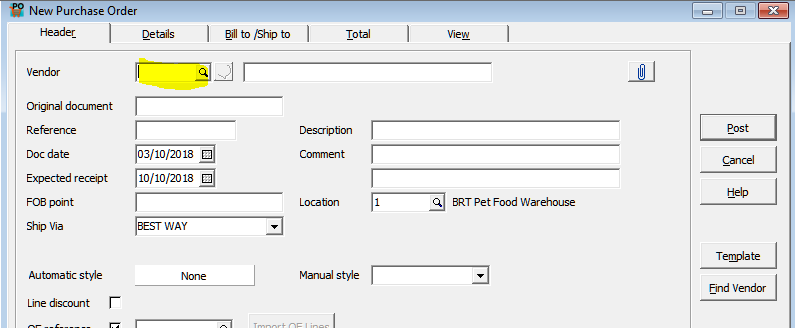 PO New Purchase Order
Header Details Bill to /Ship to Total View
Vendor
Original document
Reference Description
Doc date 03/10/2018 Comment
Expected receipt 10/10/2018
FOB point Location 1 BRT Pet Food Warehouse
Ship Via BEST WAY
Automatic style None Manual style
Line discount
OE reference Import OE Lines
Post
Cancel
Help
Template
Find Vendor